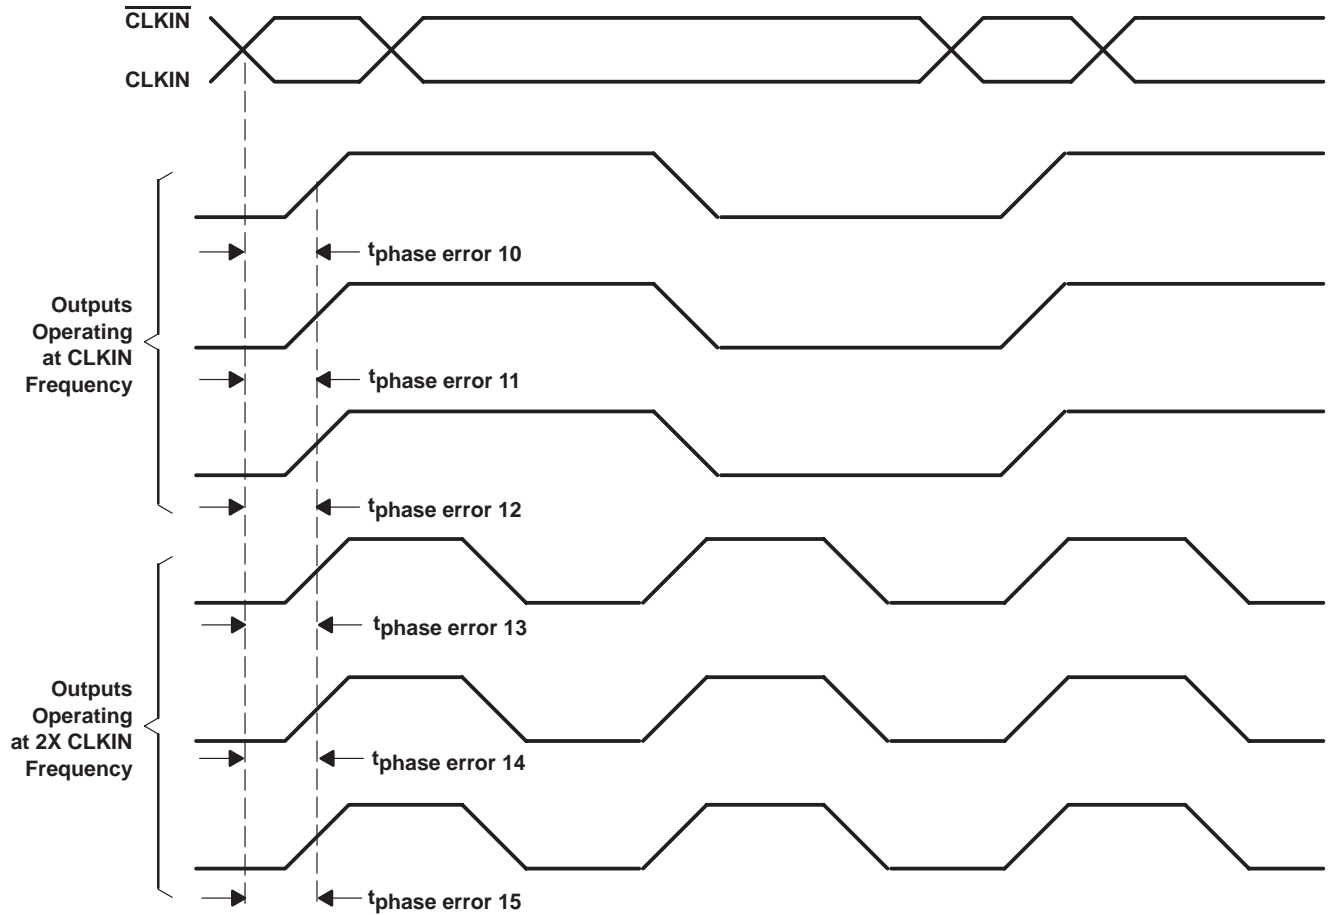 CLKIN
CLKIN
tphase error 10
Outputs
Operating
at CLKIN
Frequency
tphase error 11
tphase error 12
tphase error 13
Outputs
Operating
at 2X CLKIN
Frequency
tphase error 14
tphase error 15